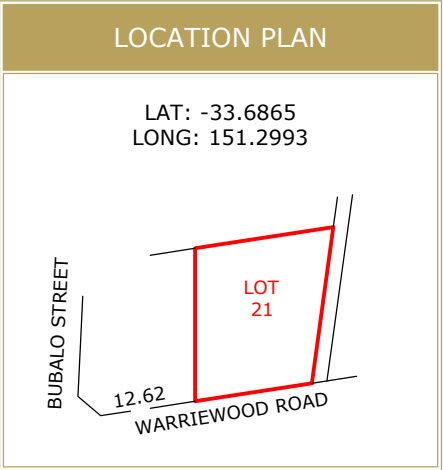 LOCATION PLAN
LAT: -33.6865
LONG: 151.2993
LOT
21
BUBALO STREET
12.62
WARRIEWOOD ROAD